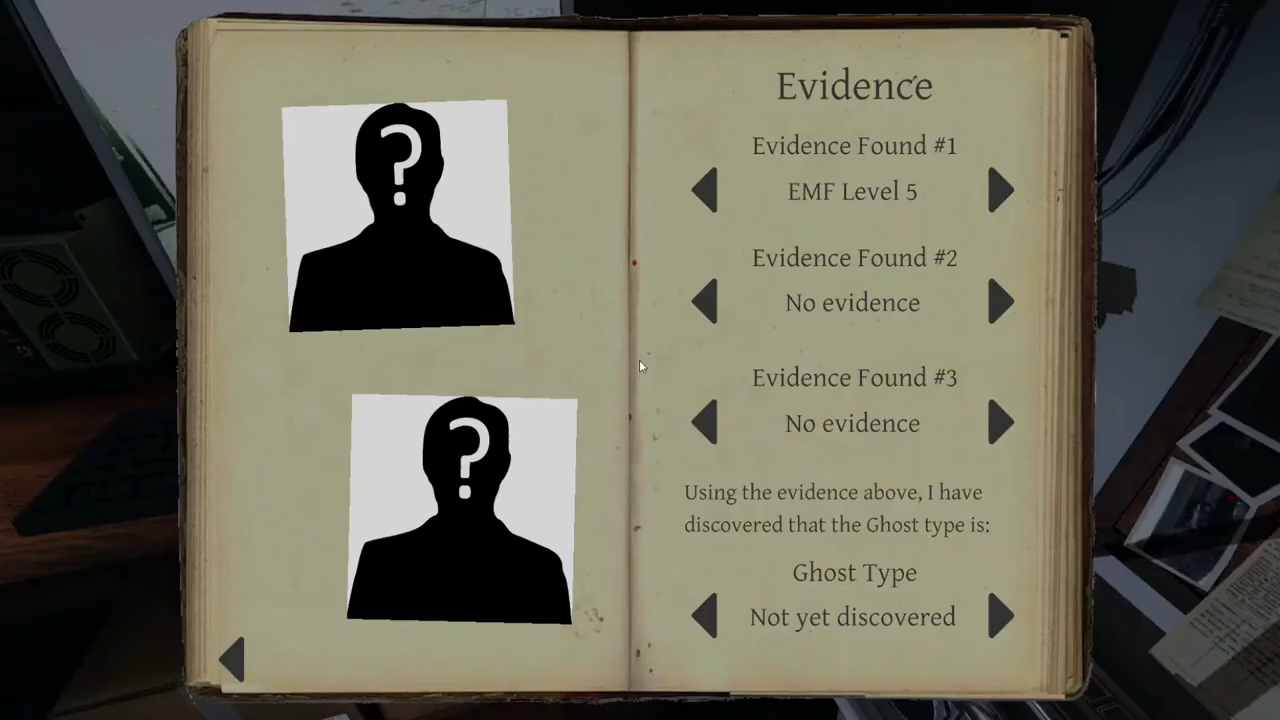 Evidence
Evidence Found #1
EMF Level 5
Evidence Found #2
No evidence
Evidence Found #3
No evidence
Using the evidence above, I have
discovered that the Ghost type is:
Ghost Type
Not yet discovered
?
?